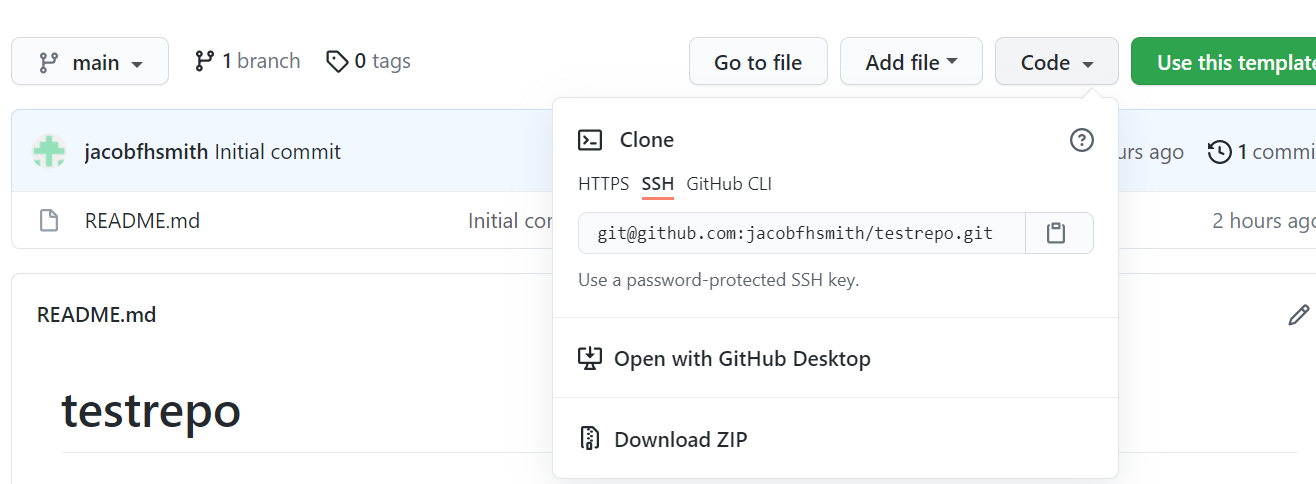 main 1 branch 0 tags Go to file Add file Code Use this template
Clone
jacobfhsmith Initial commit urs ago 1 commi
HTTPS SSH GitHub CLI
README.md Initial cor 2 hours ago
git@github.com:jacobfhsmith/testrepo.git
Use a password-protected SSH key.
README.md
Open with GitHub Desktop
testrepo
Download ZIP